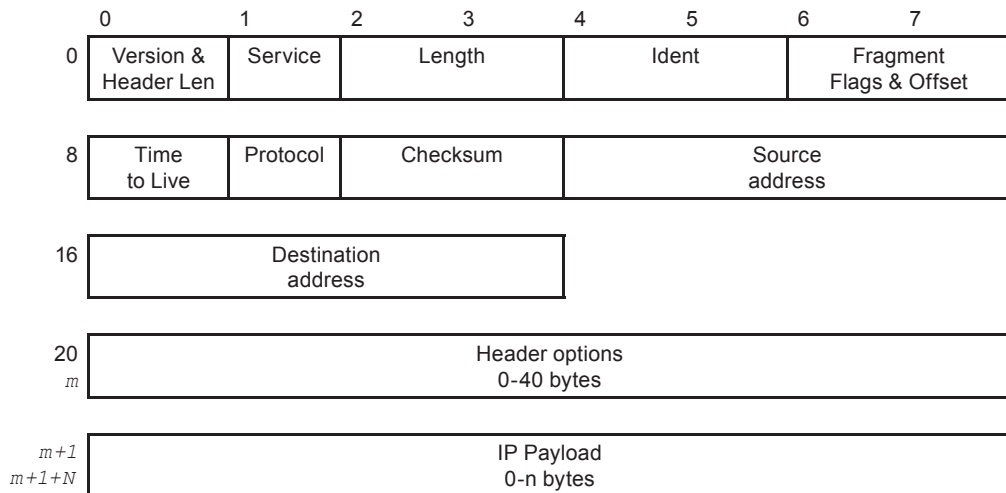 0 1 2 3 4 5 6 7
0 Version & Service Length Ident Fragment
Header Len Flags & Offset
8 Time Protocol Checksum Source
to Live address
16 Destination
address
20 Header options
m 0-40 bytes
m+1 IP Payload
m+1+N 0-n bytes